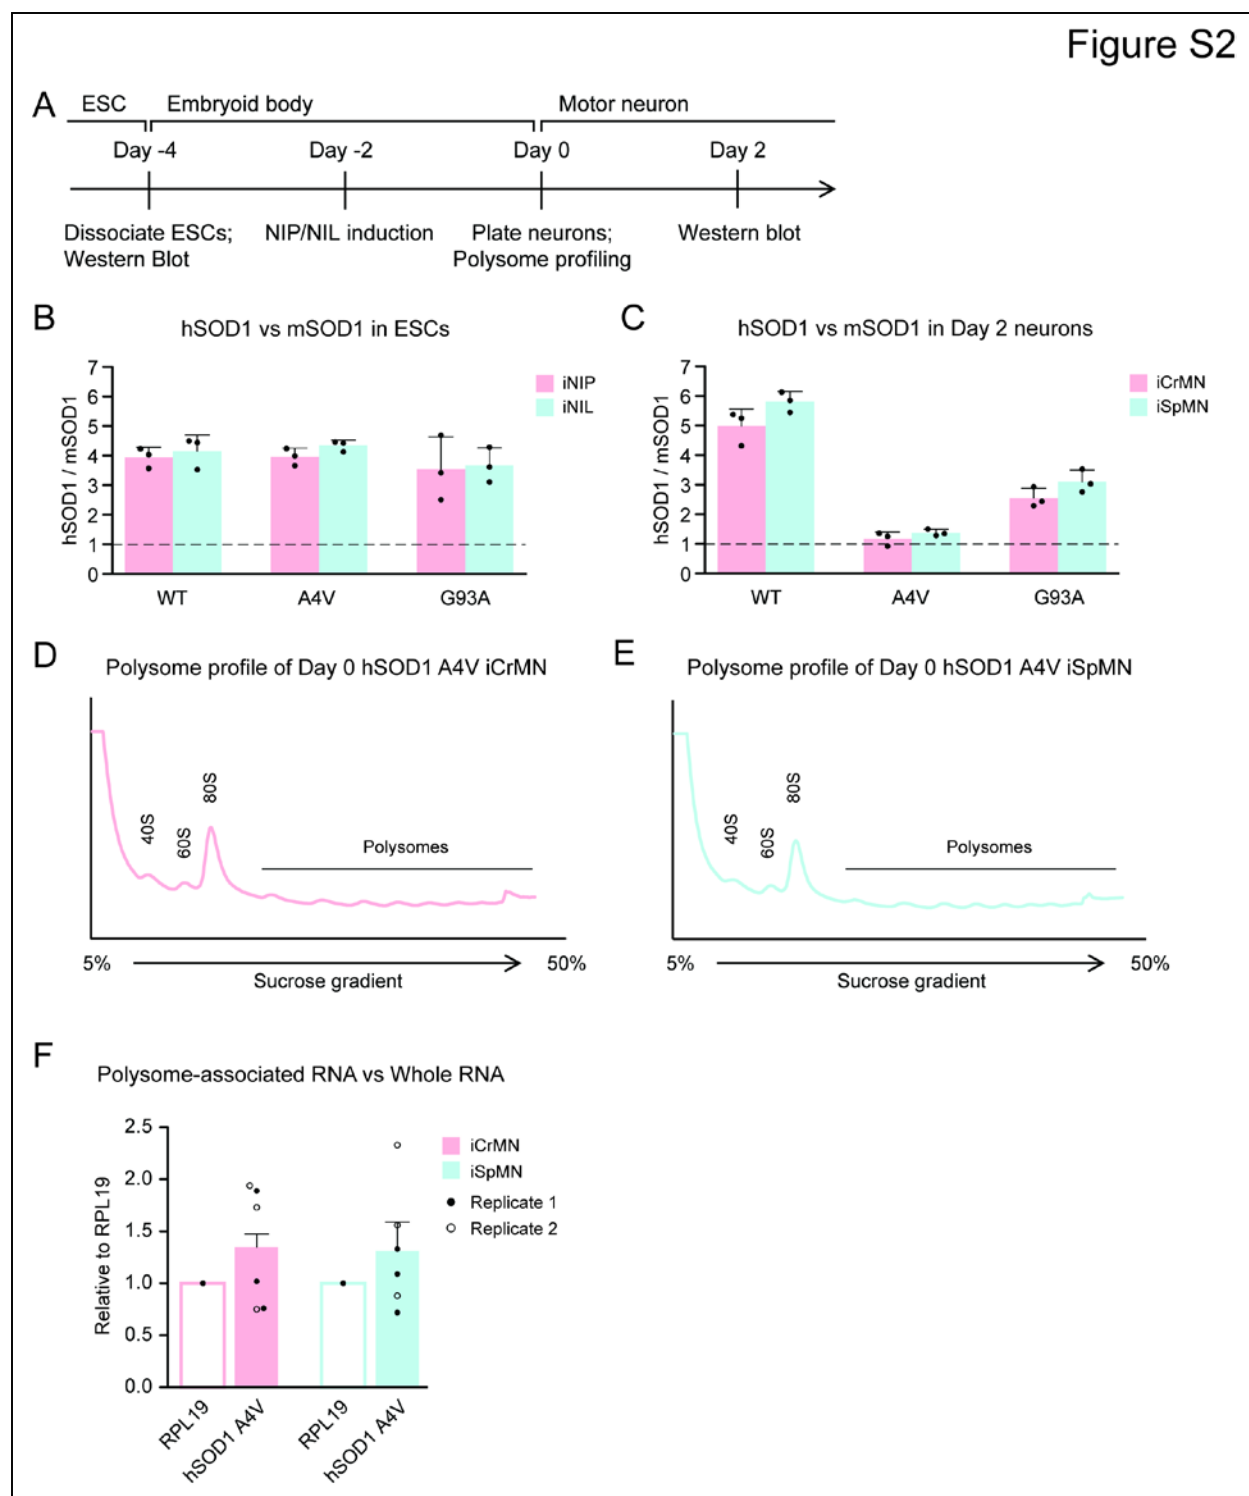 Figure S2
A
ESC
Embryoid body
Motor neuron
Day -4
Day -2
Day 0
Day 2
Dissociate ESCs;
Western Blot
NIP/NIL induction
Plate neurons;
Polysome profiling
Western blot
B
hSOD1 vs mSOD1 in ESCs
hSOD1 / mSOD1
7
6
5
4
3
2
1
0
WT
A4V
G93A
iNIP
iNIL
C
hSOD1 vs mSOD1 in Day 2 neurons
hSOD1 / mSOD1
7
6
5
4
3
2
1
0
WT
A4V
G93A
iCrMN
iSpMN
D
Polysome profile of Day 0 hSOD1 A4V iCrMN
40S
60S
80S
Polysomes
5%
50%
Sucrose gradient
E
Polysome profile of Day 0 hSOD1 A4V iSpMN
40S
60S
80S
Polysomes
5%
50%
Sucrose gradient
F
Polysome-associated RNA vs Whole RNA
Relative to RPL19
2.5
2.0
1.5
1.0
0.5
0.0
RPL19
hSOD1 A4V
RPL19
hSOD1 A4V
iCrMN
iSpMN
Replicate 1
Replicate 2